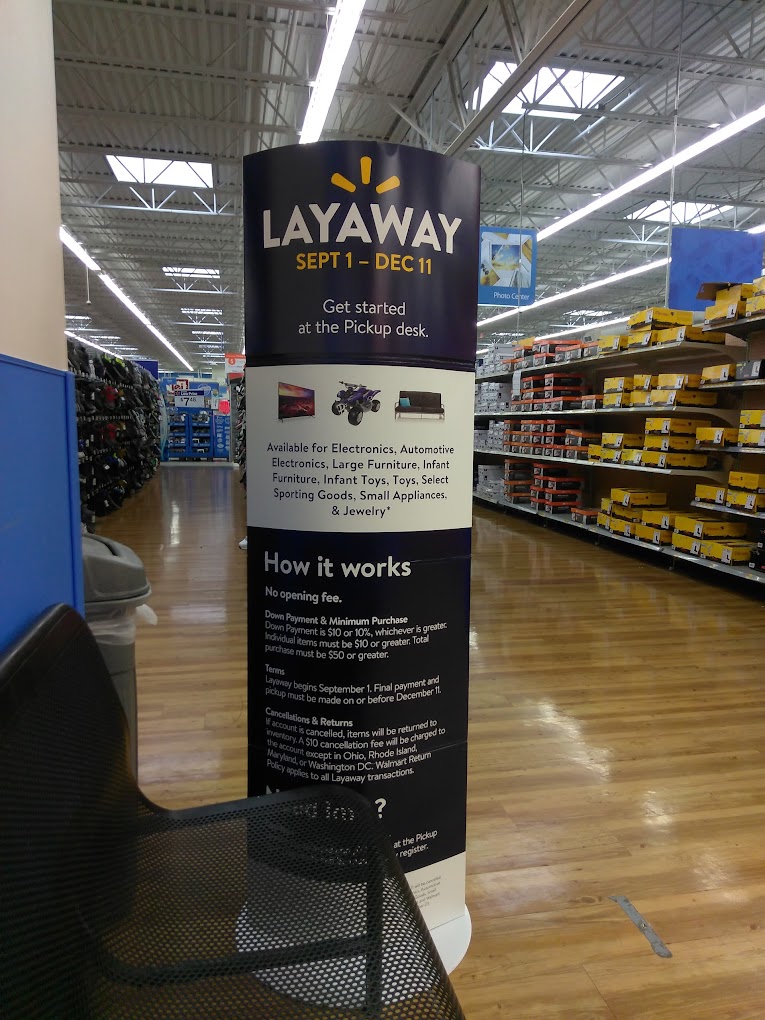 LAYAWAY
SEPT 1 – DEC 11
Get started
at the Pickup desk.
Photo Center
Available for Electronics, Automotive
Electronics, Large Furniture, Infant
Furniture, Infant Toys, Toys, Select
Sporting Goods, Small Appliances,
& Jewelry*
How it works
No opening fee.
Down Payment & Minimum Purchase
Down Payment is $10 or 10%, whichever is greater.
Individual items must be $10 or greater. Total
purchase must be $50 or greater.
Terms
Layaway begins September 1. Final payment and
pickup must be made on or before December 11.
Cancellations & Returns
If account is cancelled, items will be returned to
inventory. A $10 cancellation fee will be charged to
the account except in Ohio, Rhode Island,
Maryland, or Washington DC. Walmart Return
Policy applies to all Layaway transactions.
?
at the Pickup
register.